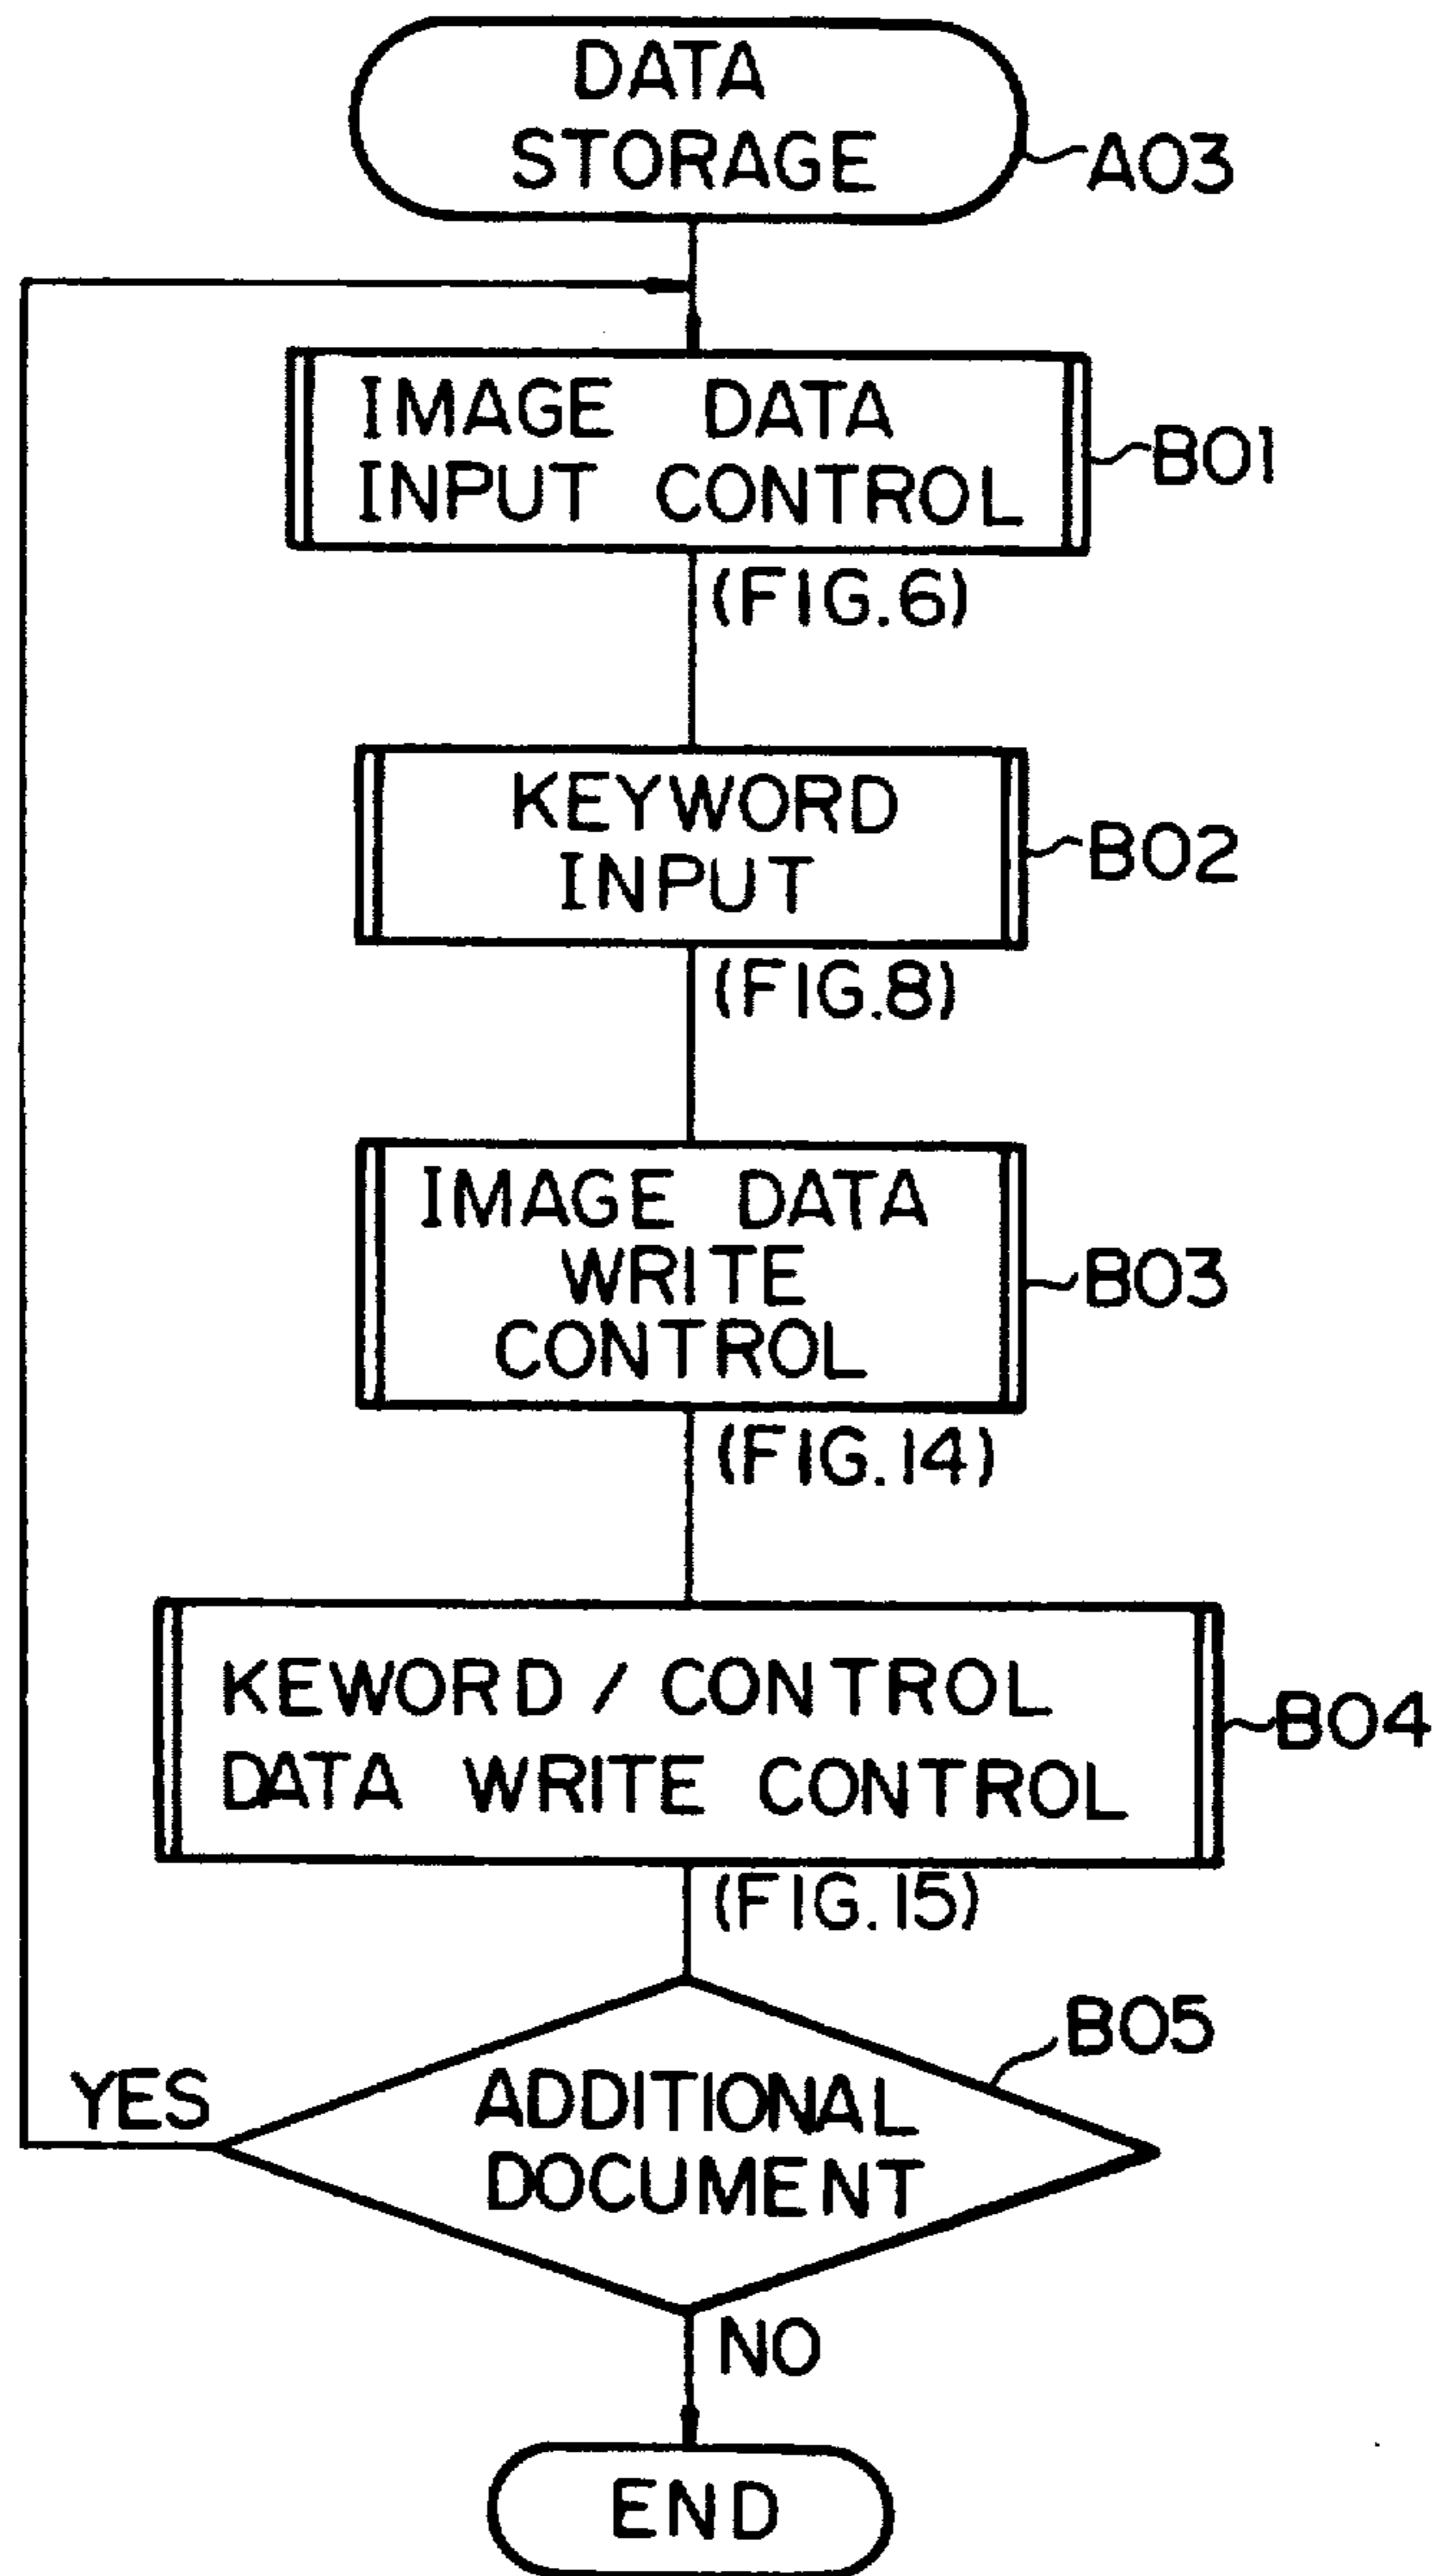 DATA
STORAGE
A03
IMAGE DATA
INPUT CONTROL
B01
(FIG.6)
KEYWORD
INPUT
B02
(FIG.8)
IMAGE DATA
WRITE
CONTROL
B03
(FIG.14)
KEWORD / CONTROL
DATA WRITE CONTROL
B04
(FIG.15)
B05
YES
ADDITIONAL
DOCUMENT
NO
END